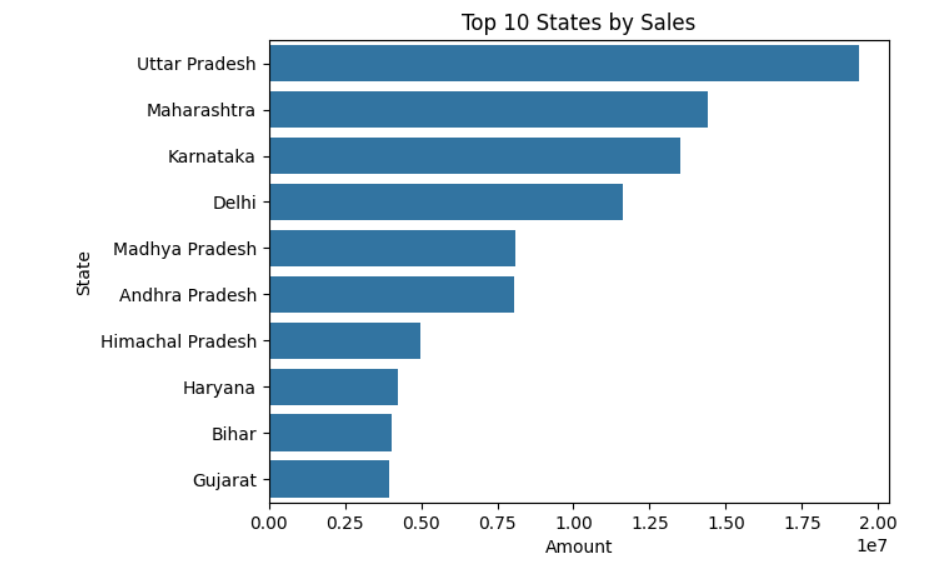 Top 10 States by Sales
Uttar Pradesh
Maharashtra
Karnataka
Delhi
Madhya Pradesh
Andhra Pradesh
Himachal Pradesh
Haryana
Bihar
Gujarat
State
0.00 0.25 0.50 0.75 1.00 1.25 1.50 1.75 2.00
1e7
Amount